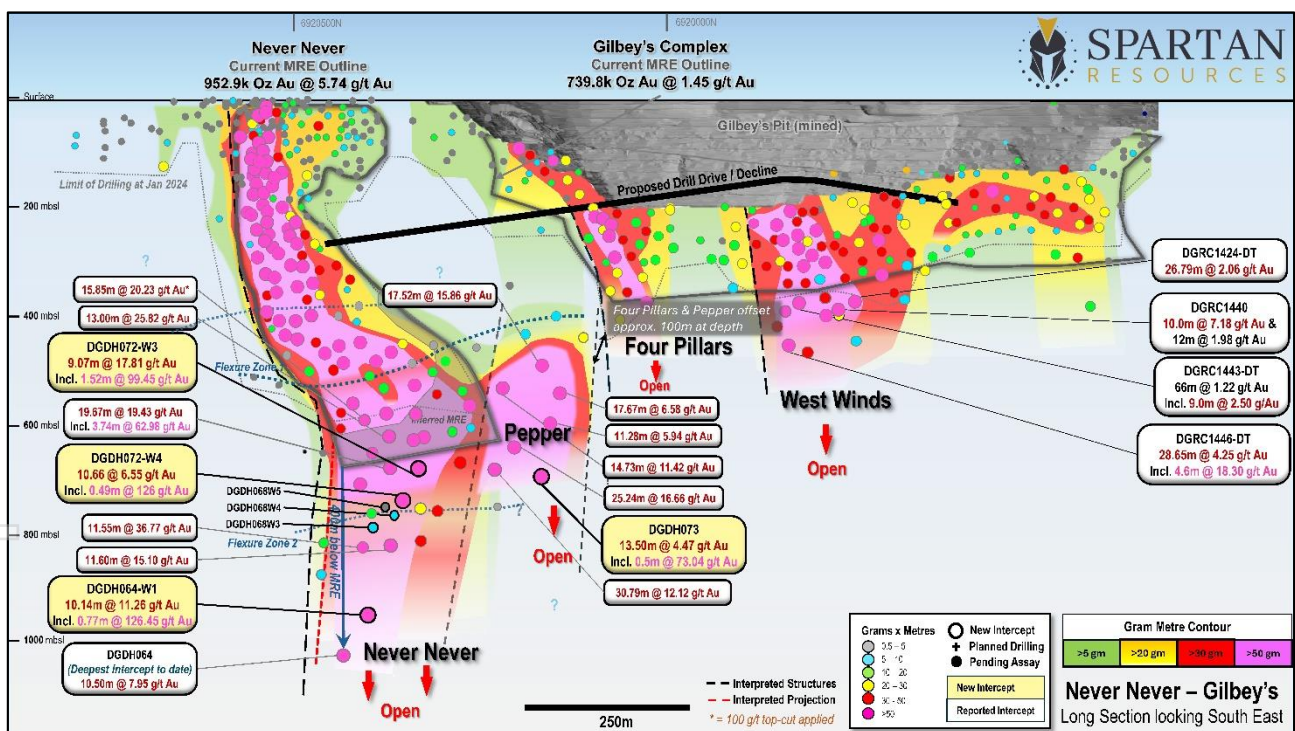 6920500N
6920000N
Never Never
Current MRE Outline
952.9k Oz Au @ 5.74 g/t Au
Gilbey's Complex
Current MRE Outline
739.8k Oz Au @ 1.45 g/t Au
SPARTAN
RESOURCES
Surface
Gilbey's Pit (mined)
Limit of Drilling at Jan 2024
Proposed Drill Drive / Decline
200 mbsl
?
?
15.85m @ 20.23 g/t Au*
17.52m @ 15.86 g/t Au
13.00m @ 25.82 g/t Au
400 mbsl
Four Pillars & Pepper offset
approx. 100m at depth
DGRC1424-DT
26.79m @ 2.06 g/t Au
DGRC1440
10.0m @ 7.18 g/t Au &
12m @ 1.98 g/t Au
DGDH072-W3
9.07m @ 17.81 g/t Au
Incl. 1.52m @ 99.45 g/t Au
Flexure Zone
Four Pillars
Open
West Winds
Open
DGRC1443-DT
66m @ 1.22 g/t Au
Incl. 9.0m @ 2.50 g/Au
19.67m @ 19.43 g/t Au
Incl. 3.74m @ 62.98 g/t Au
Inferred MRE
600 mbsl
Pepper
17.67m @ 6.58 g/t Au
11.28m @ 5.94 g/t Au
14.73m @ 11.42 g/t Au
25.24m @ 16.66 g/t Au
DGRC1446-DT
28.65m @ 4.25 g/t Au
Incl. 4.6m @ 18.30 g/t Au
DGDH072-W4
10.66 @ 6.55 g/t Au
Incl. 0.49m @ 126 g/t Au
DGDH068W5
DGDH068W4
DGDH068W3
?
11.55m @ 36.77 g/t Au
800 mbsl
Flexure Zone 2
400m below MRE
Open
DGDH073
13.50m @ 4.47 g/t Au
Incl. 0.5m @ 73.04 g/t Au
11.60m @ 15.10 g/t Au
30.79m @ 12.12 g/t Au
DGDH064-W1
10.14m @ 11.26 g/t Au
Incl. 0.77m @ 126.45 g/t Au
?
1000 mbsl
DGDH064
(Deepest Intercept to date)
10.50m @ 7.95 g/t Au
Never Never
Open
Interpreted Structures
Interpreted Projection
* = 100 g/t top-cut applied
250m
Grams x Metres
0.5 – 5
5 – 10
10 – 20
20 – 30
30 – 50
>50
New Intercept
Planned Drilling
Pending Assay
New Intercept
Reported Intercept
Gram Metre Contour
>5 gm
>20 gm
>30 gm
>50 gm
Never Never – Gilbey's
Long Section looking South East